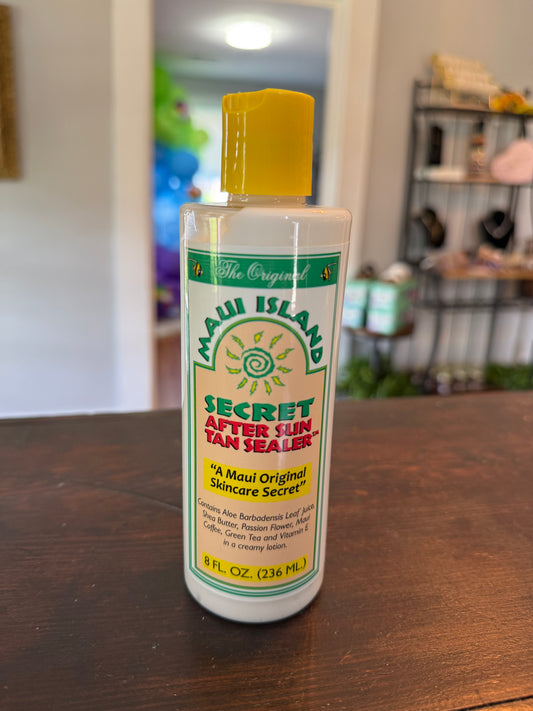 The Original
MAUI ISLAND
SECRET
AFTER SUN
TAN SEALER™
"A Maui Original
Skincare Secret"
Contains Aloe Barbadensis Leaf Juice,
Shea Butter, Passion Flower, Maui
Coffee, Green Tea and Vitamin E
in a creamy lotion.
8 FL. OZ. (236 ML.)